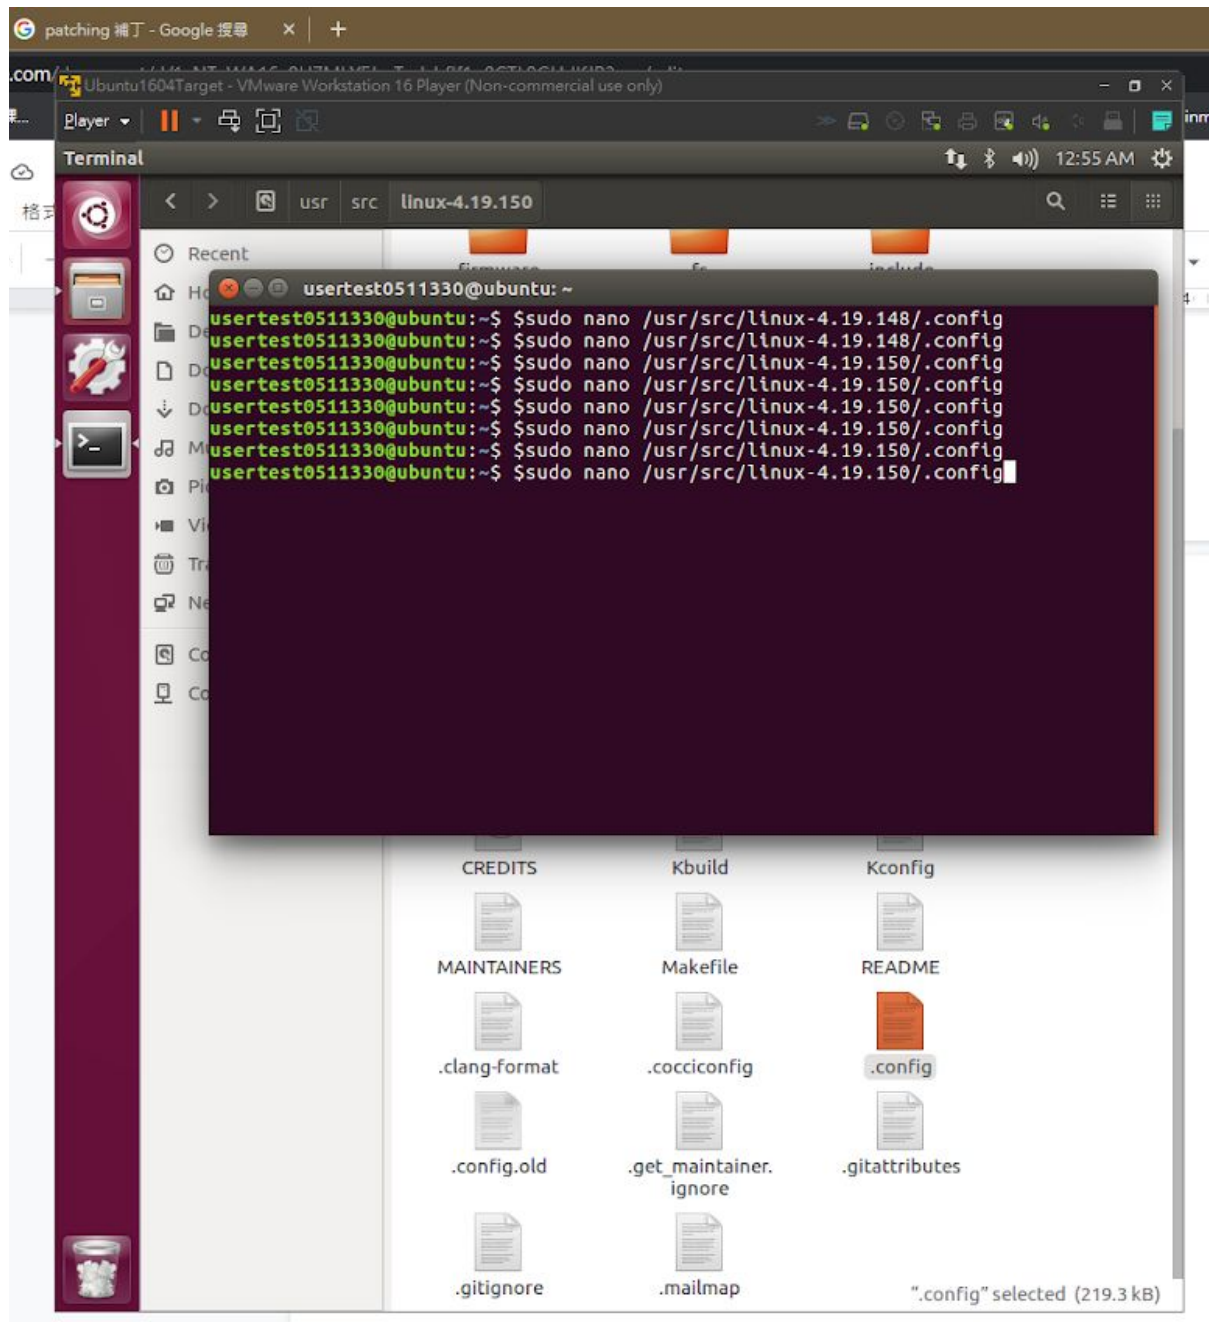 patching 補丁 - Google 搜尋
.com/
Ubuntu1604Target - VMware Workstation 16 Player (Non-commercial use only)
Player
Terminal
12:55 AM
usr src linux-4.19.150
Recent
usertest0511330@ubuntu: ~
usertest0511330@ubuntu:~$ $sudo nano /usr/src/linux-4.19.148/.config
usertest0511330@ubuntu:~$ $sudo nano /usr/src/linux-4.19.148/.config
usertest0511330@ubuntu:~$ $sudo nano /usr/src/linux-4.19.150/.config
usertest0511330@ubuntu:~$ $sudo nano /usr/src/linux-4.19.150/.config
usertest0511330@ubuntu:~$ $sudo nano /usr/src/linux-4.19.150/.config
usertest0511330@ubuntu:~$ $sudo nano /usr/src/linux-4.19.150/.config
usertest0511330@ubuntu:~$ $sudo nano /usr/src/linux-4.19.150/.config
usertest0511330@ubuntu:~$ $sudo nano /usr/src/linux-4.19.150/.config
CREDITS Kbuild Kconfig
MAINTAINERS Makefile README
.clang-format .cocciconfig .config
.config.old .get_maintainer. .gitattributes
ignore
.gitignore .mailmap
".config" selected (219.3 kB)